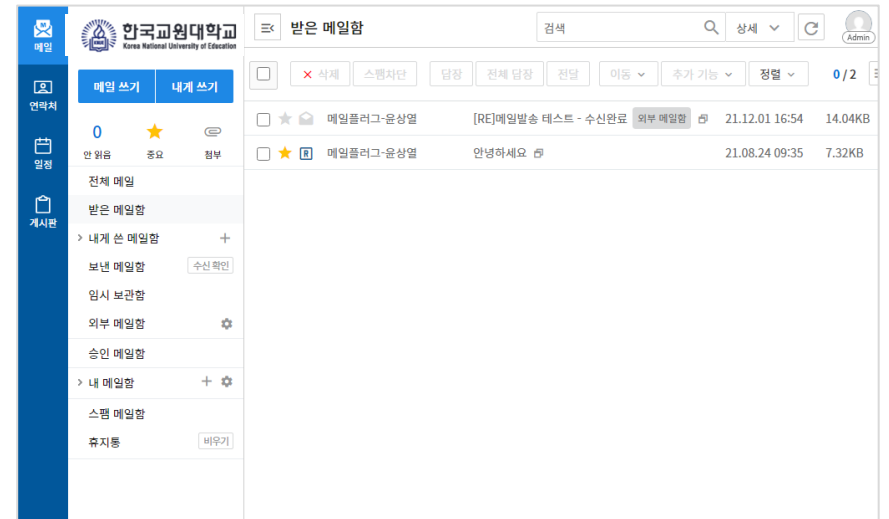 메일
연락처
일정
게시판
한국교원대학교
Korea National University of Education
메일 쓰기 내게 쓰기
0
안 읽음 중요 첨부
전체 메일
받은 메일함
내게 쓴 메일함
보낸 메일함 수신 확인
임시 보관함
외부 메일함
승인 메일함
내 메일함
스팸 메일함
휴지통 비우기
받은 메일함 검색 상세 Admin
삭제 스팸차단 답장 전체 답장 전달 이동 추가 기능 정렬 0 / 2
메일플러그-윤상열 [RE]메일발송 테스트 - 수신완료 외부 메일함 21.12.01 16:54 14.04KB
R 메일플러그-윤상열 안녕하세요 21.08.24 09:35 7.32KB